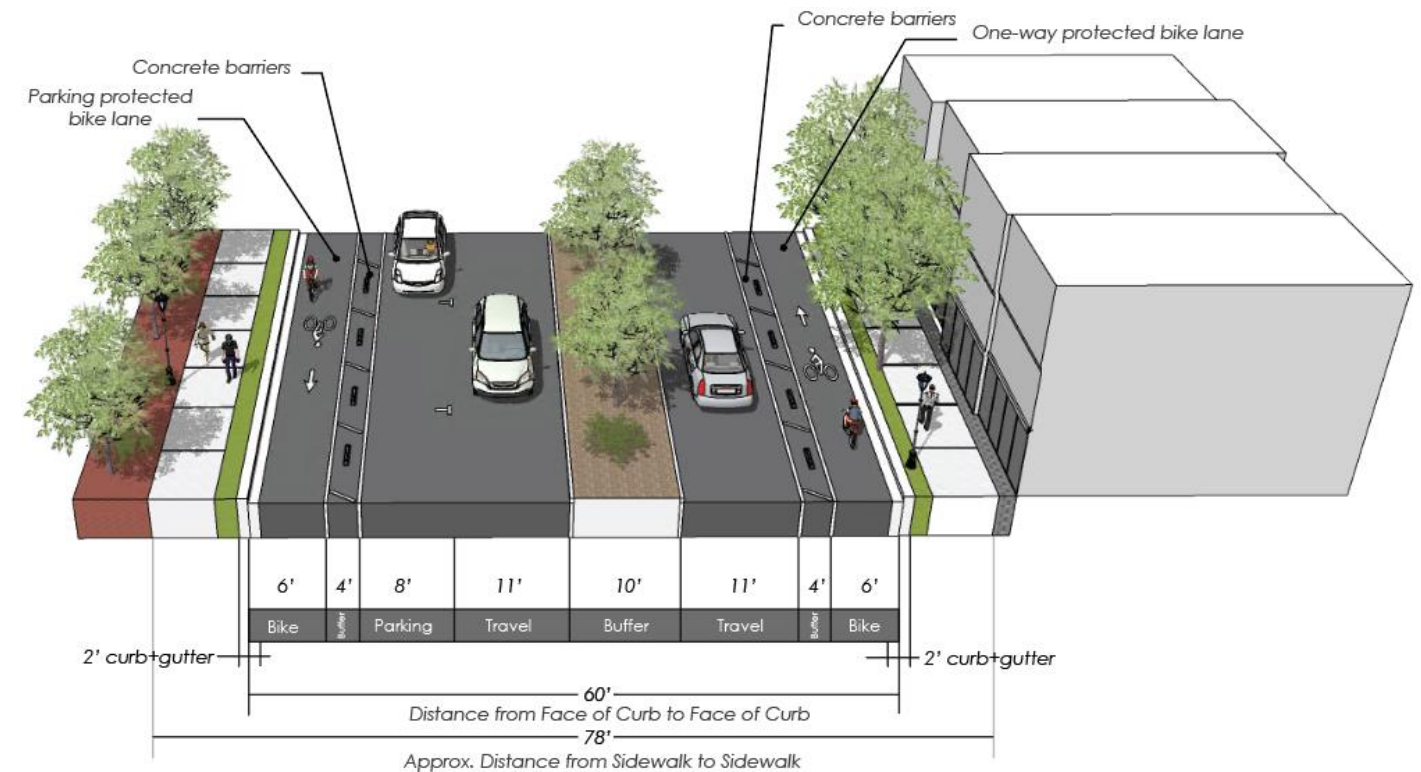 Concrete barriers
One-way protected bike lane
Concrete barriers
Parking protected
bike lane
6' 4' 8' 11' 10' 11' 4' 6'
Bike Buffer Parking Travel Buffer Travel Buffer Bike
2' curb+gutter
2' curb+gutter
60'
Distance from Face of Curb to Face of Curb
78'
Approx. Distance from Sidewalk to Sidewalk